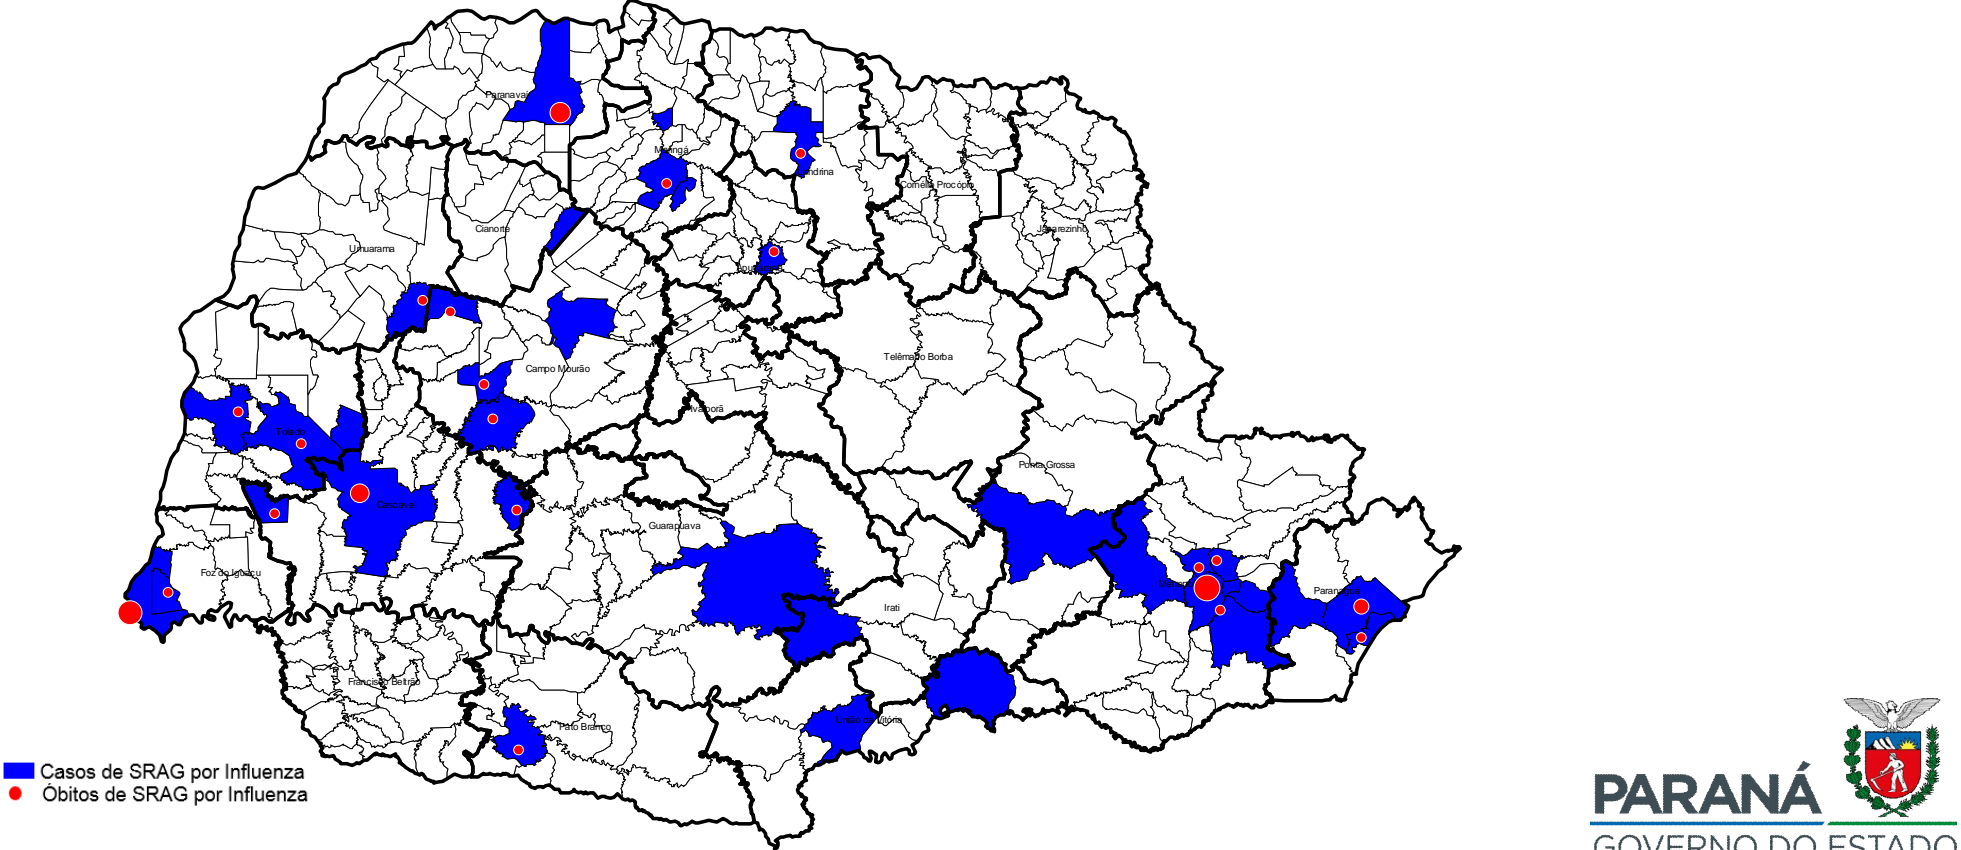 Paranavaí
Maringá
Londrina
Cornélio Procópio
Jacarezinho
Cianorte
Umuarama
Apucarana
Telêmaco Borba
Campo Mourão
Ivaiporã
Toledo
Ponta Grossa
Cascavel
Guarapuava
Foz do Iguaçu
Paranaguá
Irati
Francisco Beltrão
União da Vitória
Pato Branco
Casos de SRAG por Influenza
Óbitos de SRAG por Influenza
PARANÁ
GOVERNO DO ESTADO